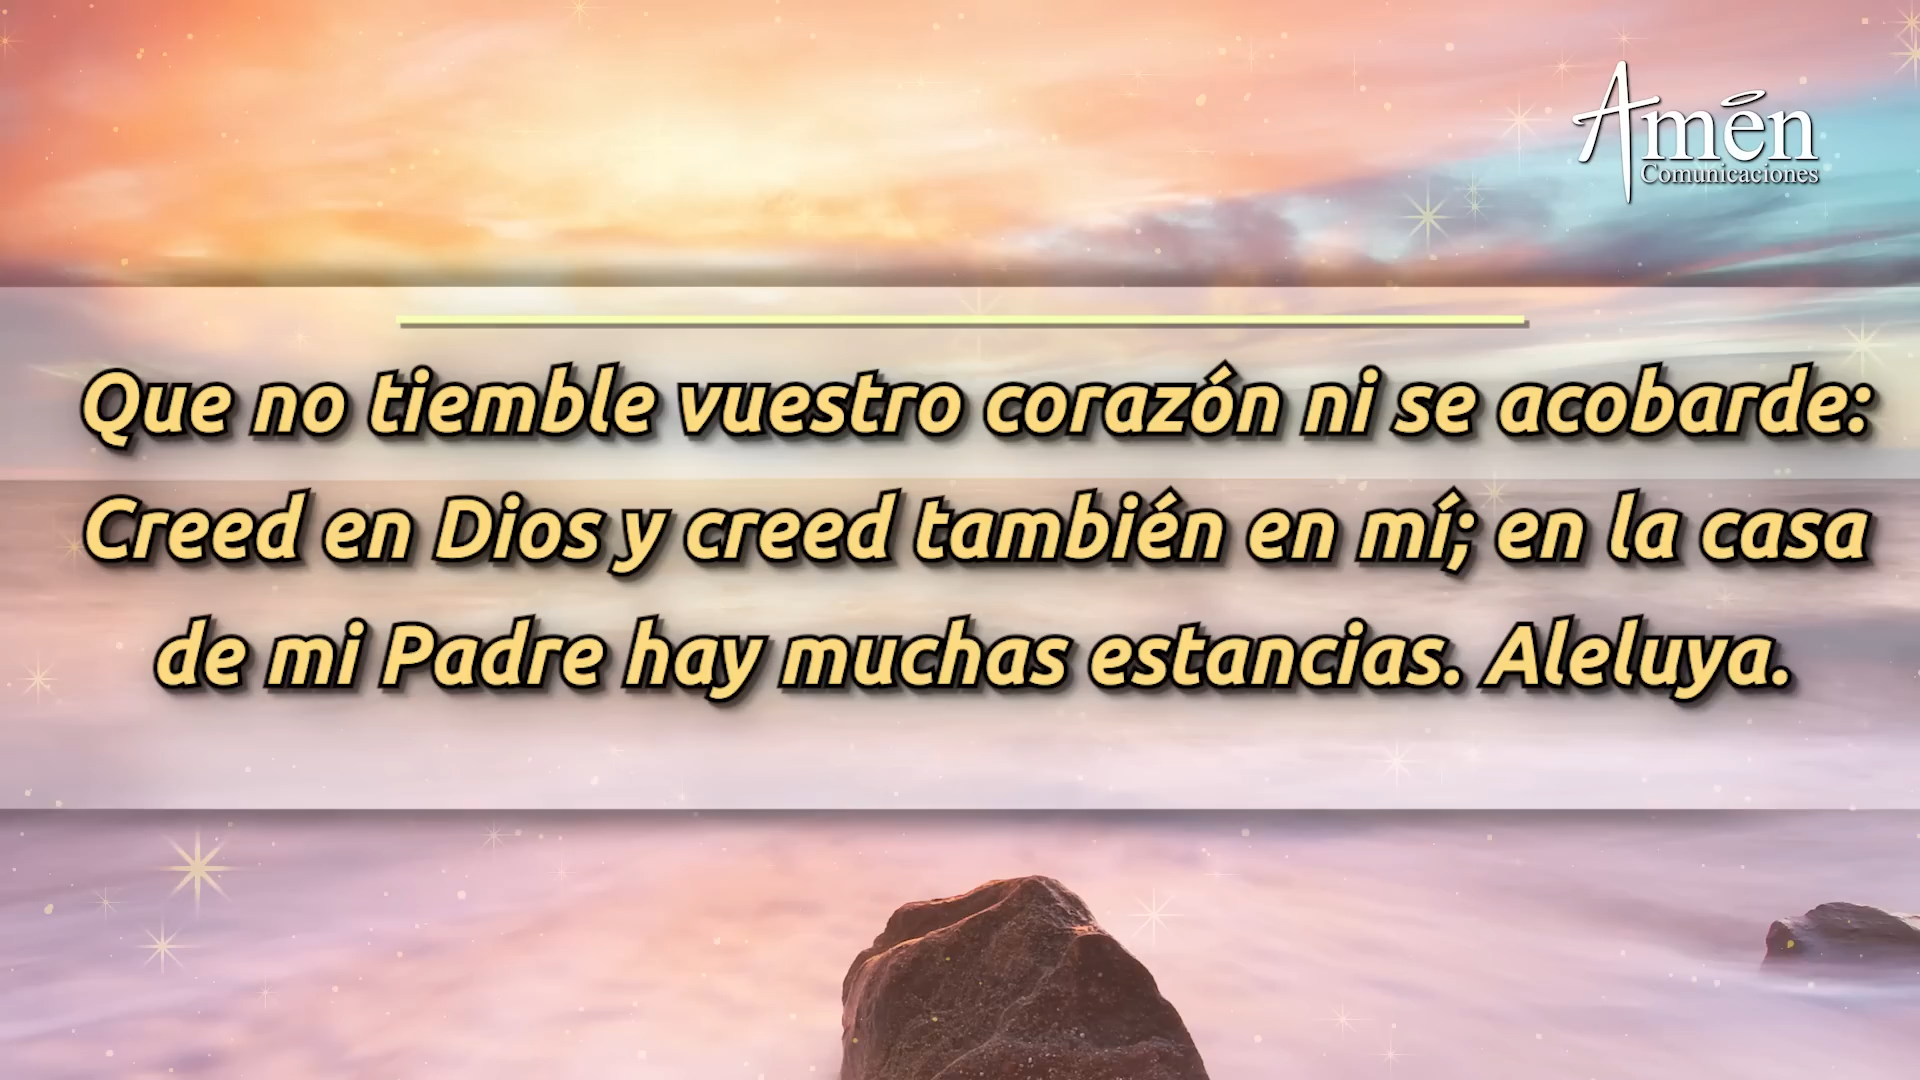 Amén
Comunicaciones
Que no tiemble vuestro corazón ni se acobarde:
Creed en Dios y creed también en mí; en la casa
de mi Padre hay muchas estancias. Aleluya.